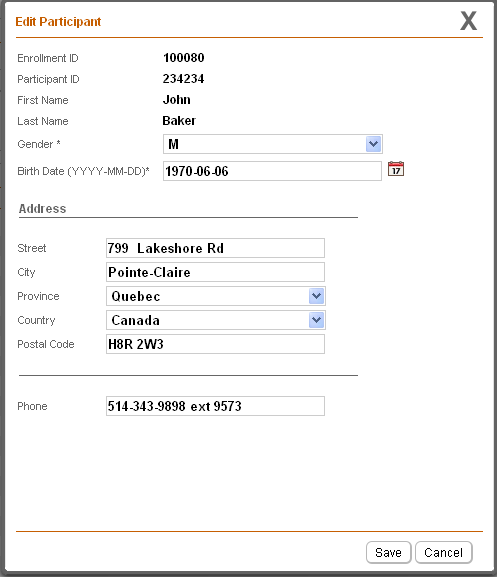 Edit Participant X
Enrollment ID 100080
Participant ID 234234
First Name John
Last Name Baker
Gender * M
Birth Date (YYYY-MM-DD)* 1970-06-06 17
Address
Street 799  Lakeshore Rd
City Pointe-Claire
Province Quebec
Country Canada
Postal Code H8R 2W3
Phone 514-343-9898 ext 9573
Save Cancel